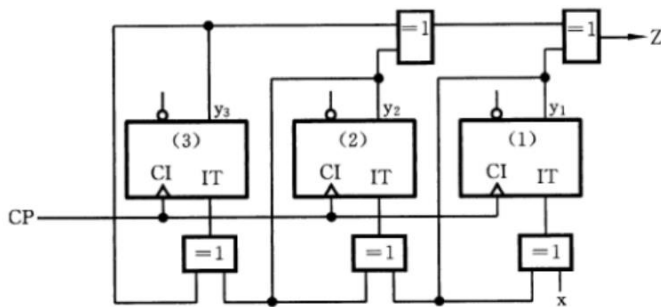 =1 =1 Z
y₃ y₂ y₁
(3) (2) (1)
CI IT CI IT CI IT
CP
=1 =1 =1
x